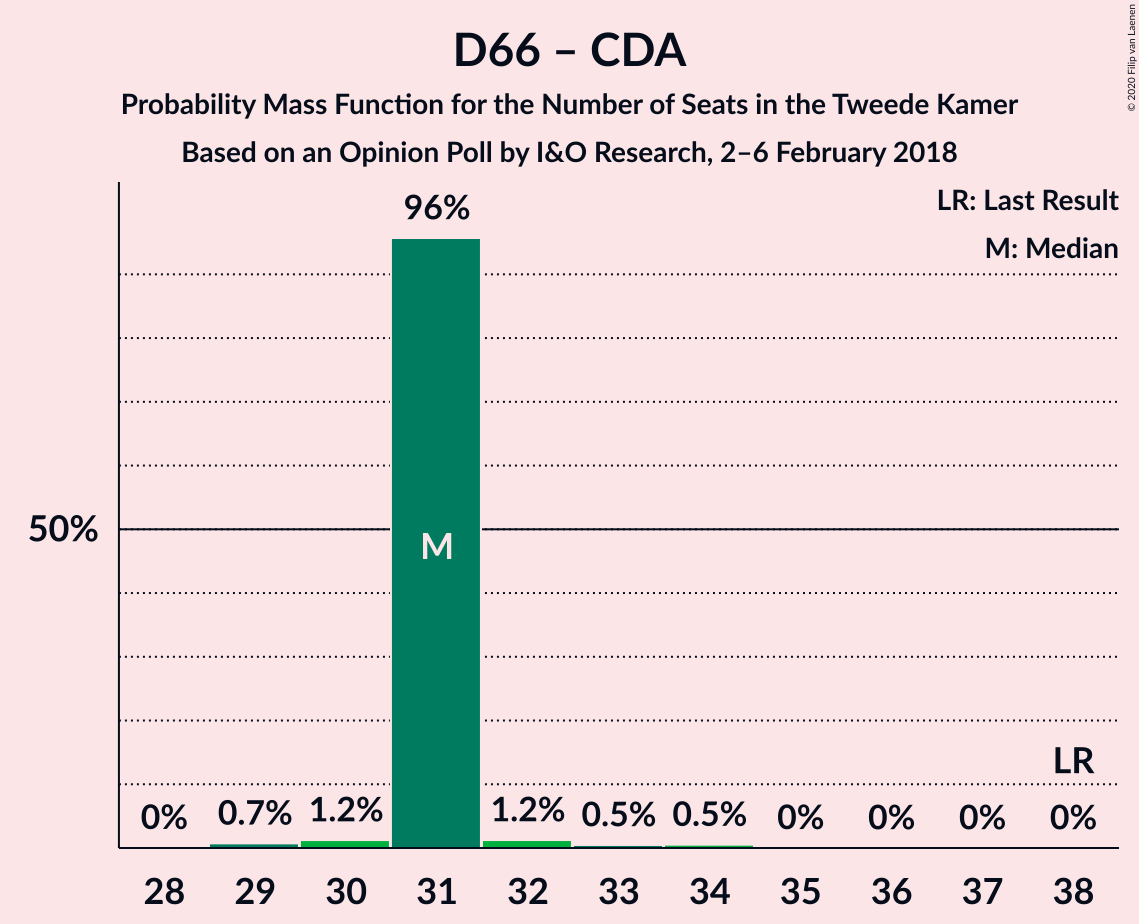 D66 – CDA
Probability Mass Function for the Number of Seats in the Tweede Kamer
Based on an Opinion Poll by I&O Research, 2–6 February 2018
© 2020 Filip van Laenen
LR: Last Result
M: Median
96%
50%
M
LR
0% 0.7% 1.2% 1.2% 0.5% 0.5% 0% 0% 0% 0%
28 29 30 31 32 33 34 35 36 37 38